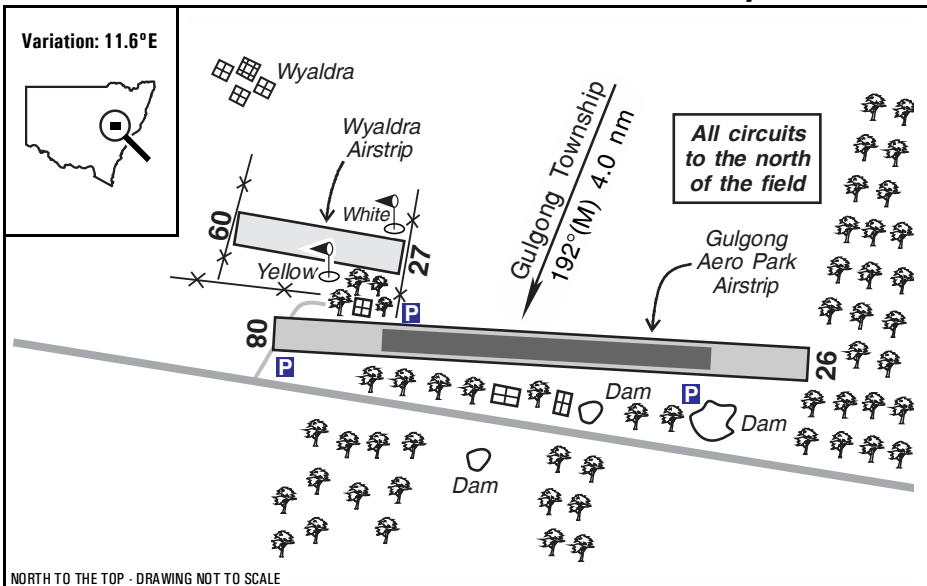 Variation: 11.6°E
Wyaldra
Wyaldra
Airstrip
White
Yellow
09
27
Gulgong Township
192°(M) 4.0 nm
All circuits
to the north
of the field
Gulgong
Aero Park
Airstrip
P
08
26
P
P
Dam
Dam
Dam
NORTH TO THE TOP - DRAWING NOT TO SCALE